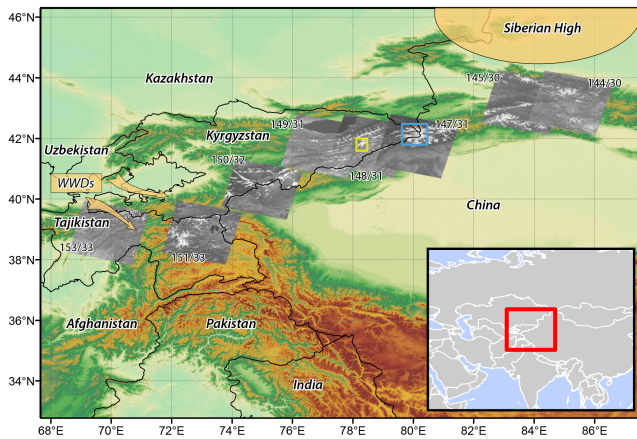 46°N
44°N
42°N
40°N
38°N
36°N
34°N
Siberian High
Kazakhstan
145/30
144/30
149/31
147/31
Kyrgyzstan
Uzbekistan
150/32
148/31
WWDs
China
Tajikistan
153/33
151/33
Afghanistan
Pakistan
India
68°E
70°E
72°E
74°E
76°E
78°E
80°E
82°E
84°E
86°E